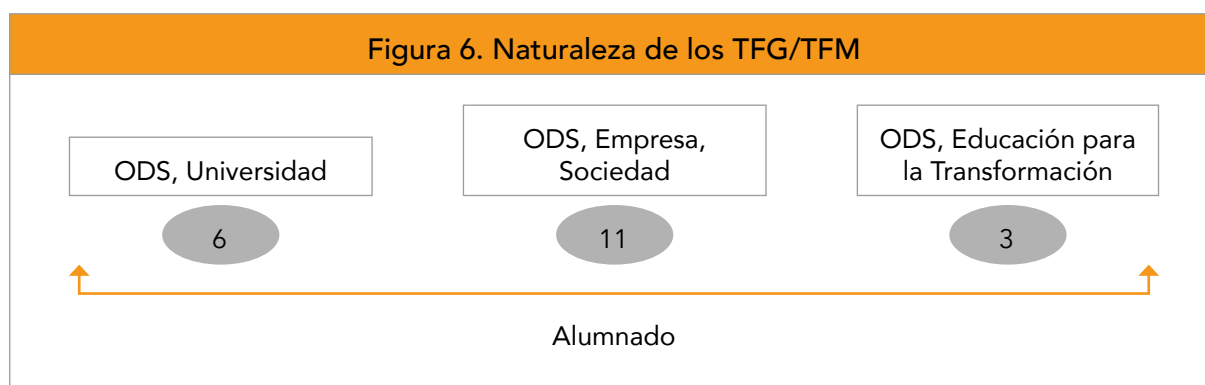 Figura 6. Naturaleza de los TFG/TFM
ODS, Universidad
ODS, Empresa,
Sociedad
ODS, Educación para
la Transformación
6
11
3
Alumnado